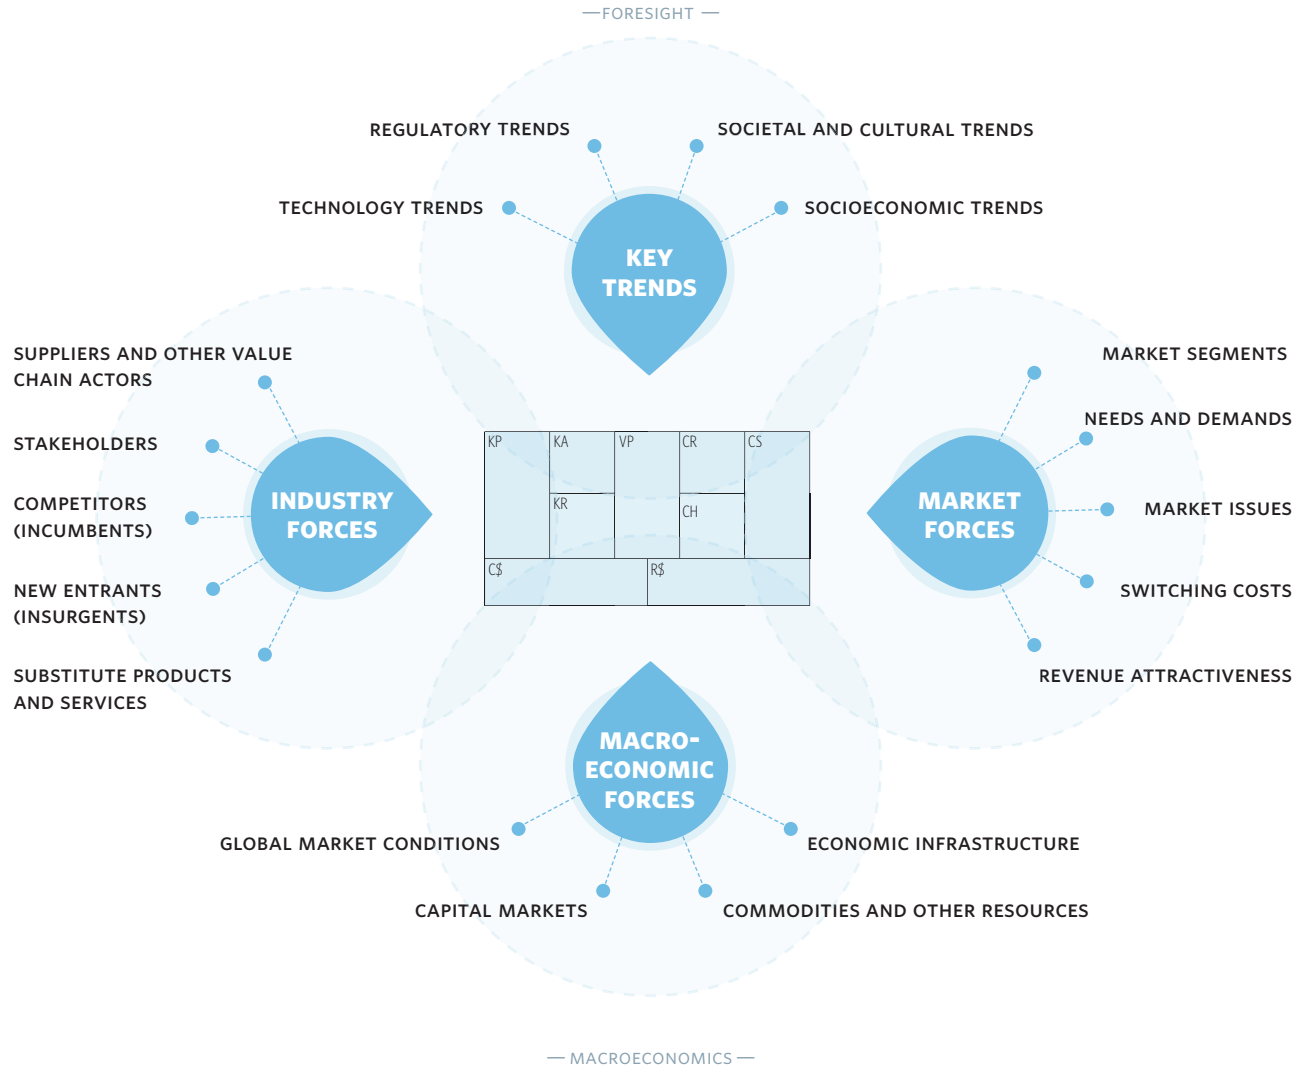 —FORESIGHT —
REGULATORY TRENDS
SOCIETAL AND CULTURAL TRENDS
TECHNOLOGY TRENDS
SOCIOECONOMIC TRENDS
KEY
TRENDS
SUPPLIERS AND OTHER VALUE
CHAIN ACTORS
STAKEHOLDERS
COMPETITORS
(INCUMBENTS)
NEW ENTRANTS
(INSURGENTS)
SUBSTITUTE PRODUCTS
AND SERVICES
INDUSTRY
FORCES
KP
KA
VP
CR
CS
KR
CH
C$
R$
MARKET
FORCES
MARKET SEGMENTS
NEEDS AND DEMANDS
MARKET ISSUES
SWITCHING COSTS
REVENUE ATTRACTIVENESS
MACRO-
ECONOMIC
FORCES
GLOBAL MARKET CONDITIONS
ECONOMIC INFRASTRUCTURE
CAPITAL MARKETS
COMMODITIES AND OTHER RESOURCES
— MACROECONOMICS —